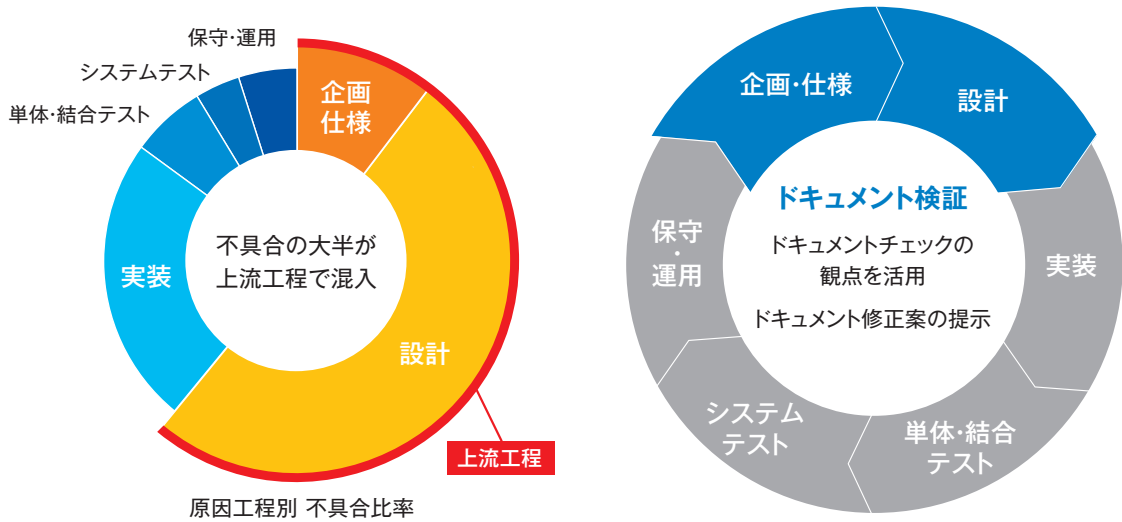 保守・運用
システムテスト
単体・結合テスト
企画
仕様
実装
設計
不具合の大半が
上流工程で混入
上流工程
原因工程別 不具合比率
企画・仕様
設計
実装
単体・結合
テスト
システム
テスト
保守
・
運用
ドキュメント検証
ドキュメントチェックの
観点を活用
ドキュメント修正案の提示